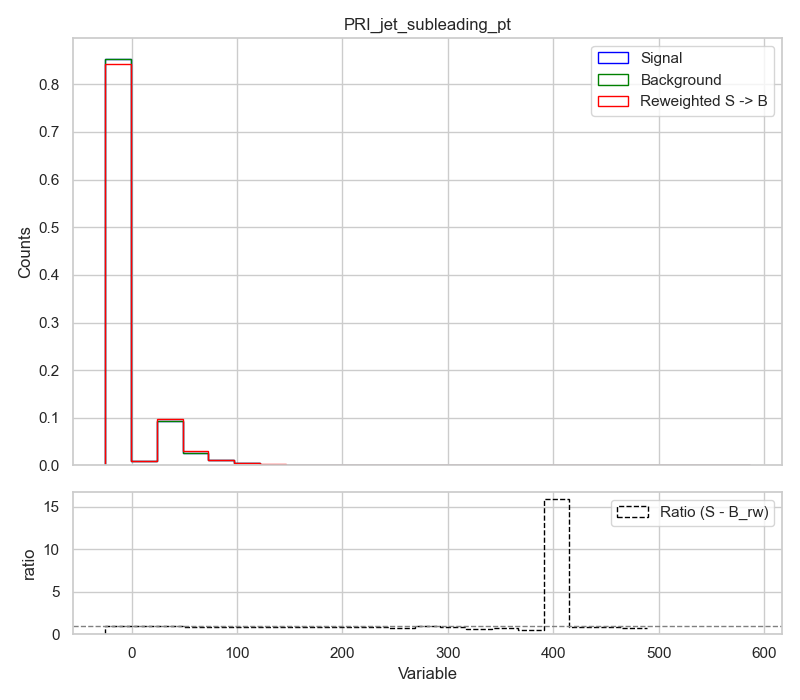 PRI_jet_subleading_pt
Signal
Background
Reweighted S -> B
Counts
0.8
0.7
0.6
0.5
0.4
0.3
0.2
0.1
0.0
Ratio (S - B_rw)
ratio
15
10
5
0
0 100 200 300 400 500 600
Variable